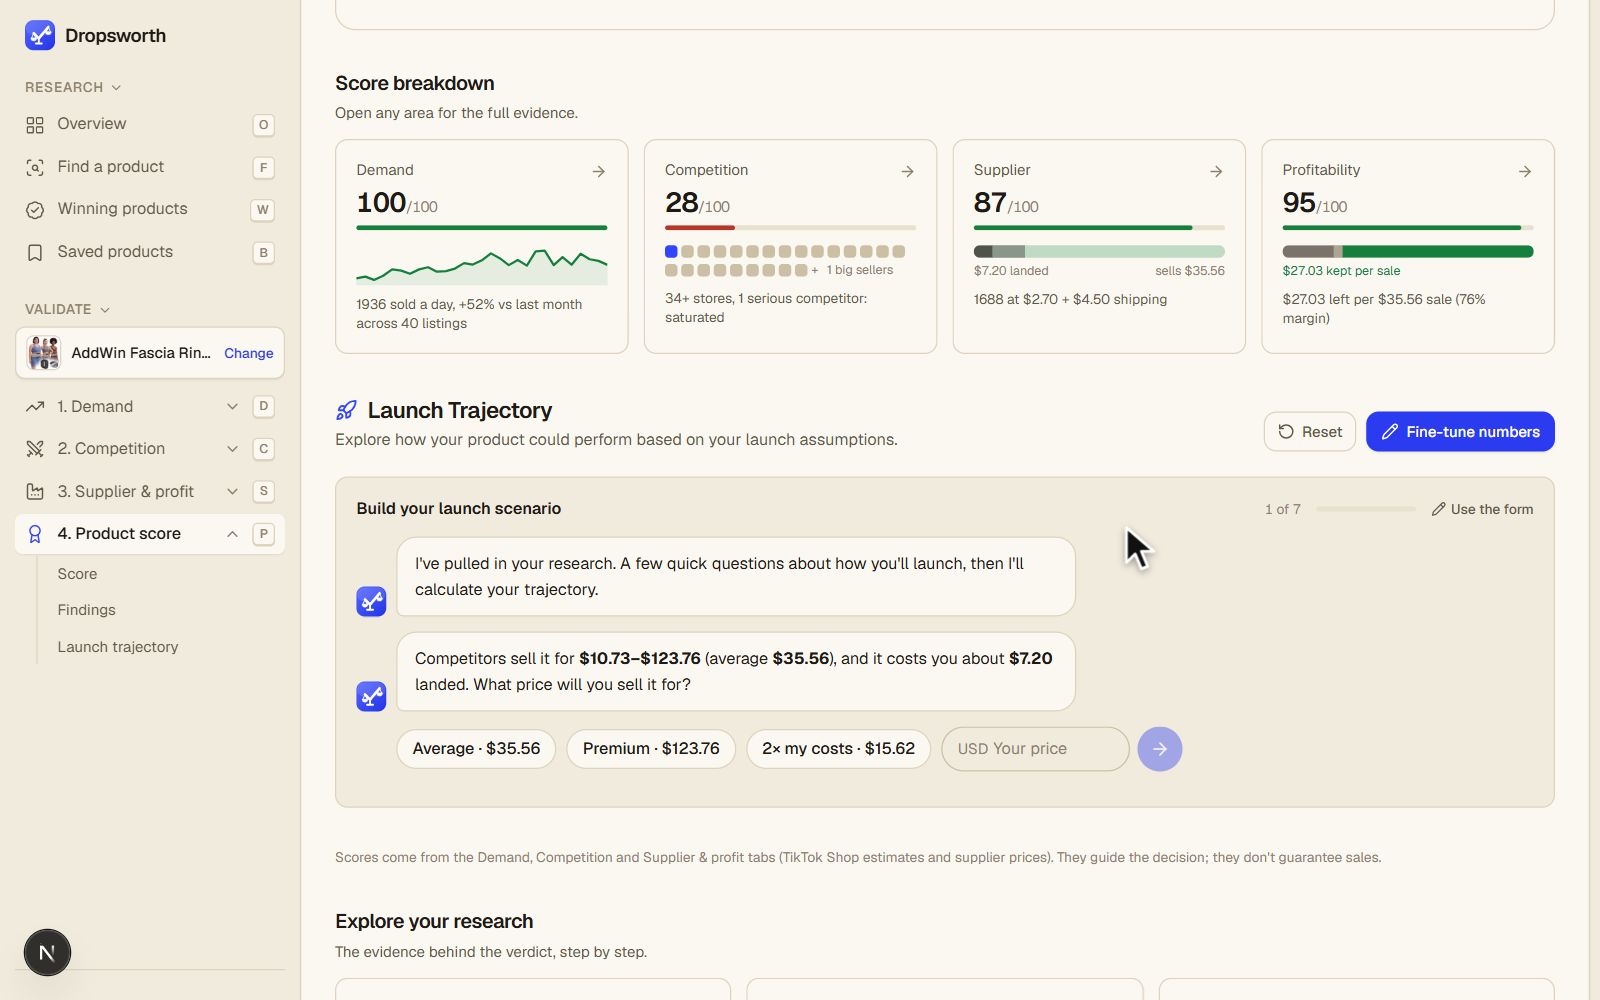 Dropsworth
RESEARCH
Overview
O
Find a product
F
Winning products
W
Saved products
B
VALIDATE
AddWin Fascia Rin...
Change
1. Demand
D
2. Competition
C
3. Supplier & profit
S
4. Product score
P
Score
Findings
Launch trajectory
N
Score breakdown
Open any area for the full evidence.
Demand
100/100
1936 sold a day, +52% vs last month
across 40 listings
Competition
28/100
+ 1 big sellers
34+ stores, 1 serious competitor:
saturated
Supplier
87/100
$7.20 landed
sells $35.56
1688 at $2.70 + $4.50 shipping
Profitability
95/100
$27.03 kept per sale
$27.03 left per $35.56 sale (76%
margin)
Launch Trajectory
Explore how your product could perform based on your launch assumptions.
Reset
Fine-tune numbers
Build your launch scenario
1 of 7
Use the form
I've pulled in your research. A few quick questions about how you'll launch, then I'll
calculate your trajectory.
Competitors sell it for $10.73–$123.76 (average $35.56), and it costs you about $7.20
landed. What price will you sell it for?
Average · $35.56
Premium · $123.76
2× my costs · $15.62
USD Your price
Scores come from the Demand, Competition and Supplier & profit tabs (TikTok Shop estimates and supplier prices). They guide the decision; they don't guarantee sales.
Explore your research
The evidence behind the verdict, step by step.